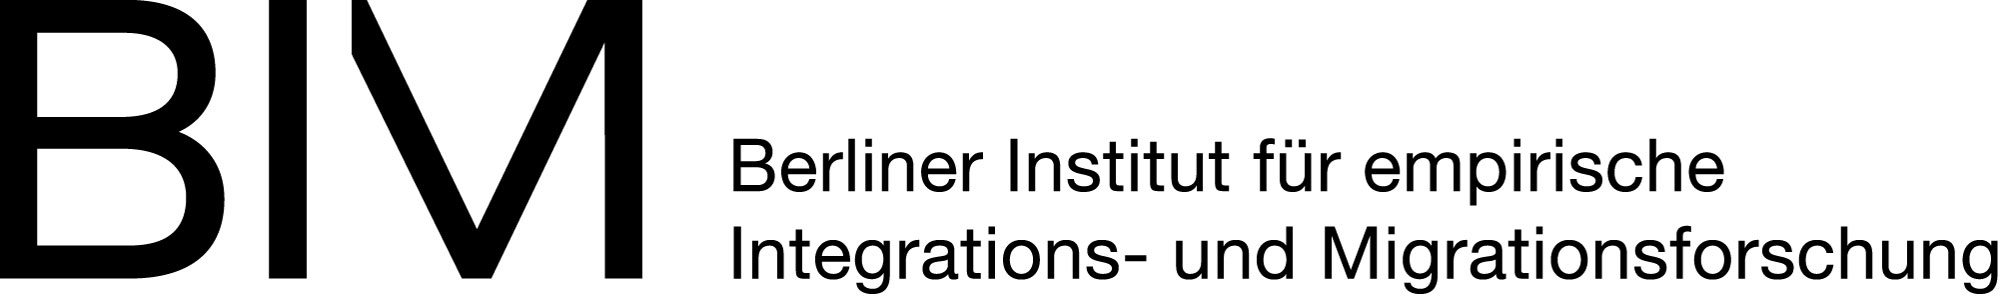 BIM
Berliner Institut für empirische
Integrations- und Migrationsforschung